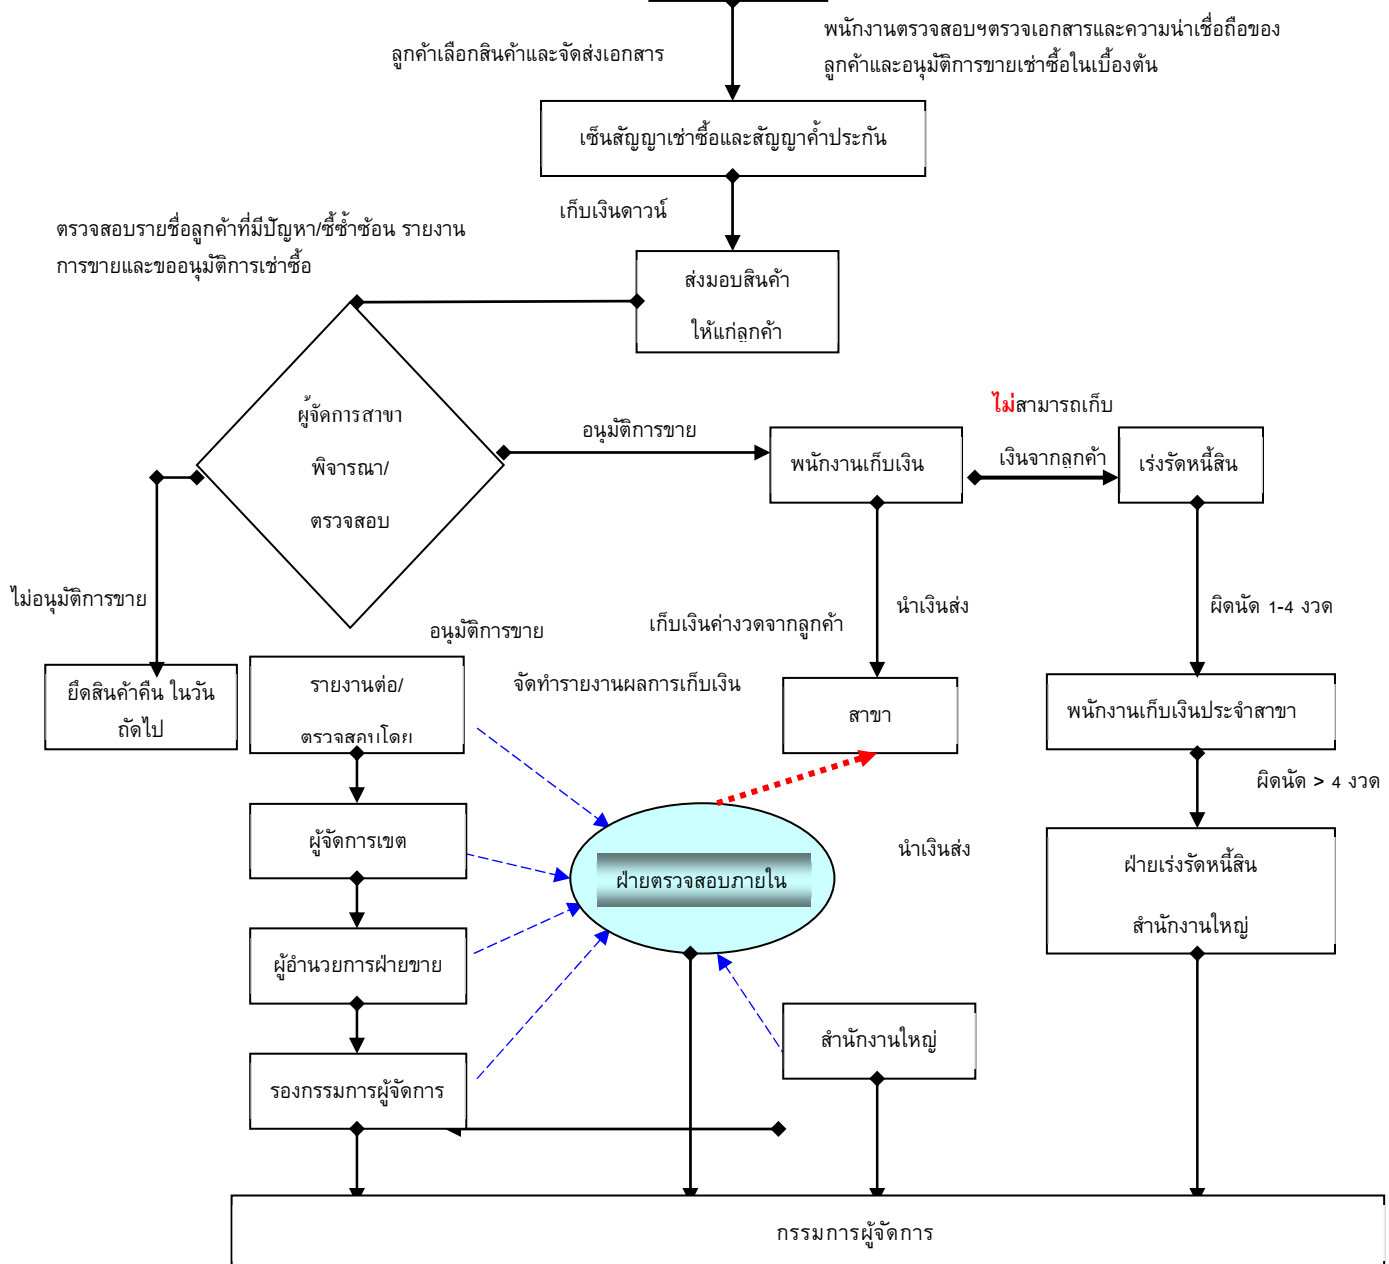 ลูกค้าเลือกสินค้าและจัดส่งเอกสาร
พนักงานตรวจสอบฯตรวจเอกสารและความน่าเชื่อถือของ
ลูกค้าและอนุมัติการขายเช่าซื้อในเบื้องต้น
เซ็นสัญญาเช่าซื้อและสัญญาค้ำประกัน
เก็บเงินดาวน์
ตรวจสอบรายชื่อลูกค้าที่มีปัญหา/ซื้ซ้ำซ้อน รายงาน
การขายและขออนุมัติการเช่าซื้อ
ส่งมอบสินค้า
ให้แก่ลูกค้า
ผู้จัดการสาขา
พิจารณา/
ตรวจสอบ
อนุมัติการขาย
พนักงานเก็บเงิน
ไม่สามารถเก็บ
เงินจากลูกค้า
เร่งรัดหนี้สิน
ไม่อนุมัติการขาย
อนุมัติการขาย
เก็บเงินค่างวดจากลูกค้า
นำเงินส่ง
ผิดนัด 1-4 งวด
ยึดสินค้าคืน ในวัน
ถัดไป
รายงานต่อ/
ตรวจสอบโดย
จัดทำรายงานผลการเก็บเงิน
สาขา
พนักงานเก็บเงินประจำสาขา
ผิดนัด > 4 งวด
ผู้จัดการเขต
ฝ่ายตรวจสอบภายใน
นำเงินส่ง
ฝ่ายเร่งรัดหนี้สิน
สำนักงานใหญ่
ผู้อำนวยการฝ่ายขาย
สำนักงานใหญ่
รองกรรมการผู้จัดการ
กรรมการผู้จัดการ